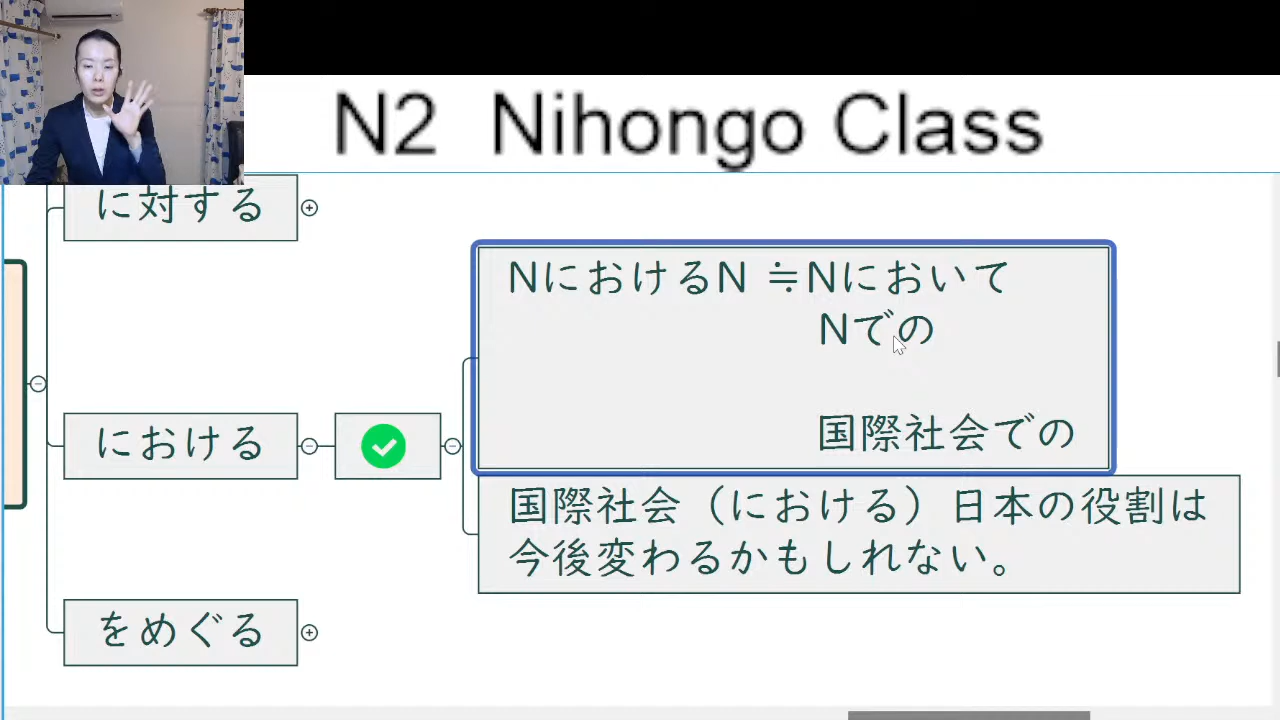 N2 Nihongo Class
に対する
NにおけるN ≒Nにおいて
Nでの
国際社会での
における
国際社会（における）日本の役割は
今後変わるかもしれない。
をめぐる